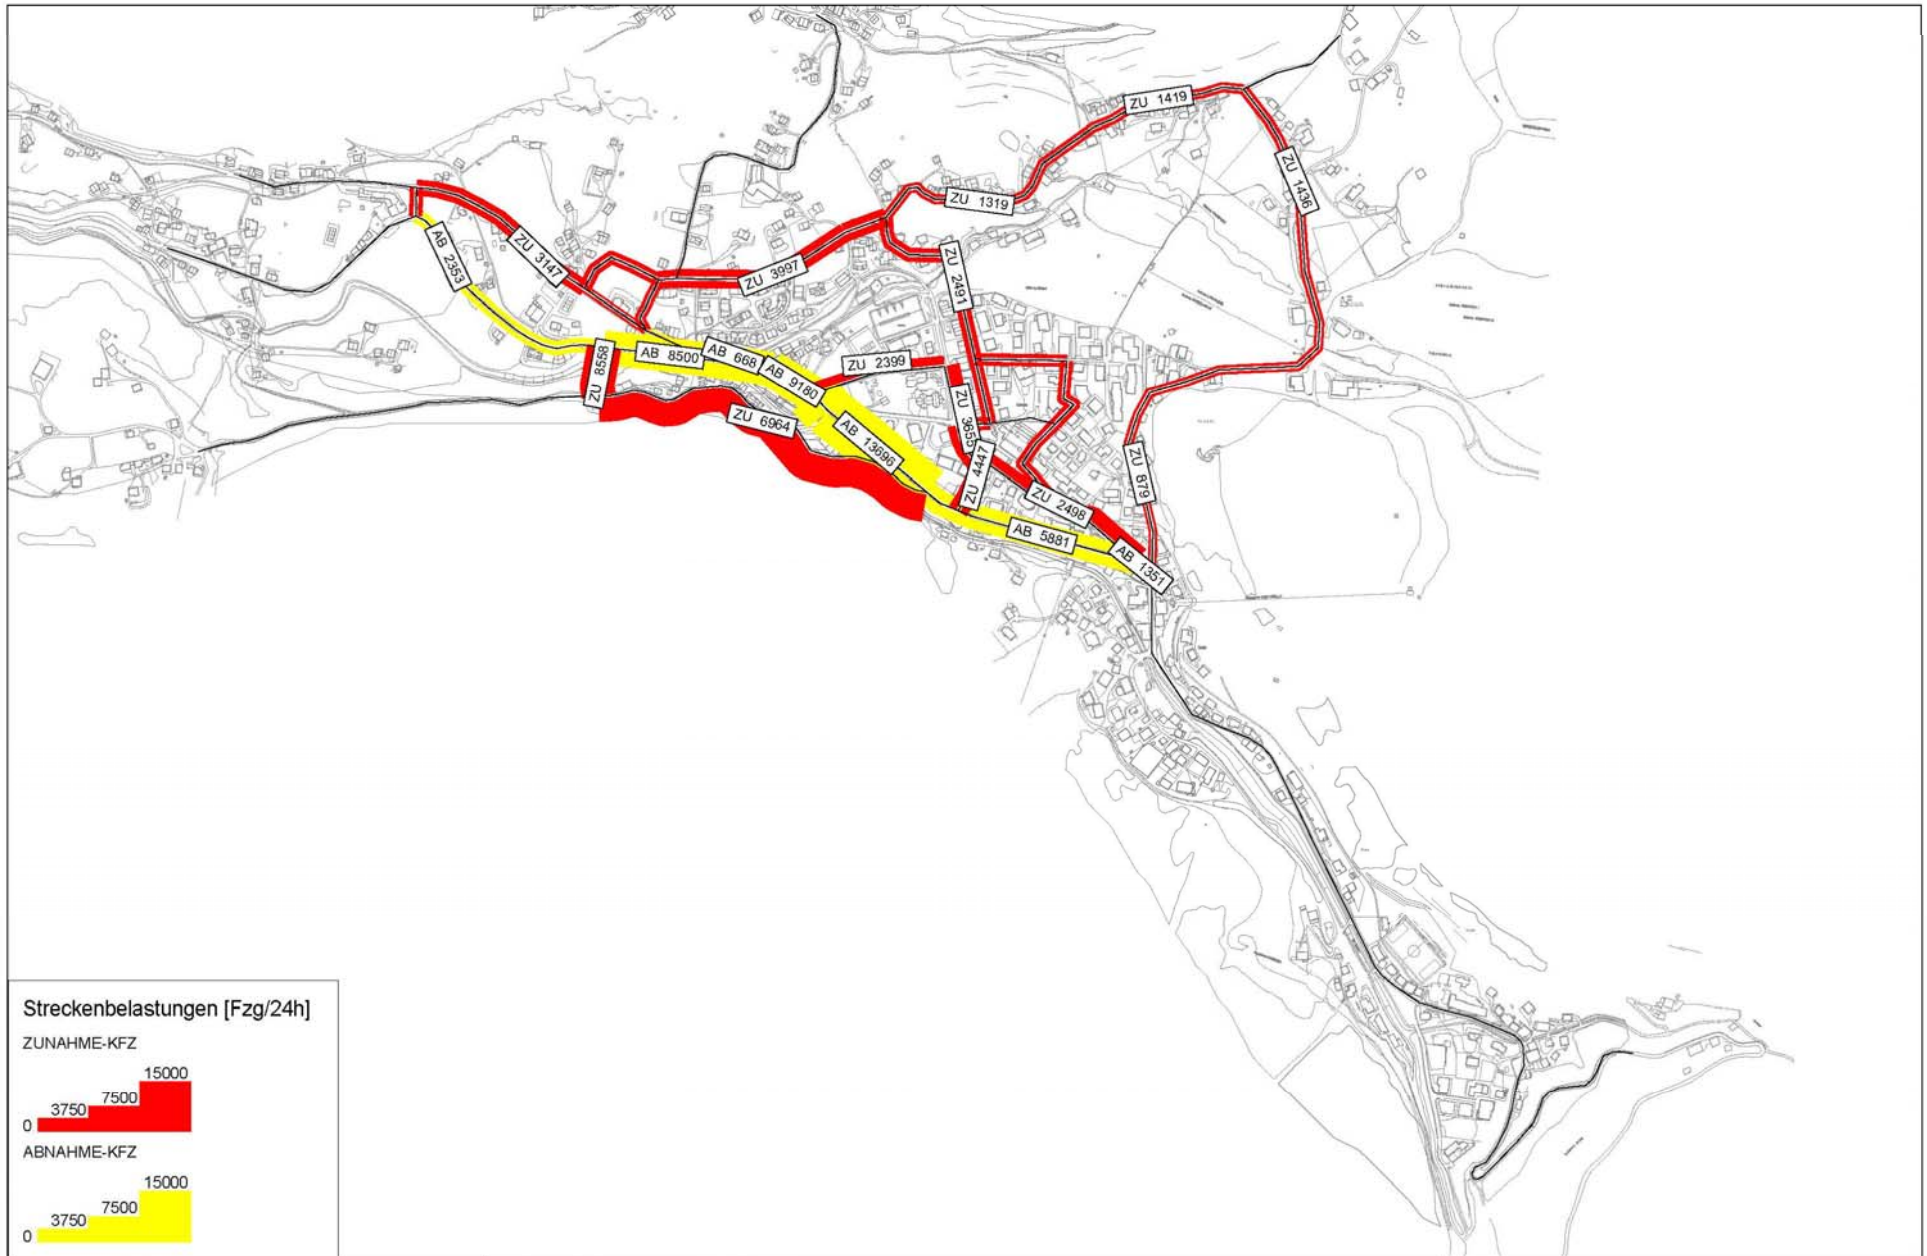 ZU 1419
ZU 1436
ZU 1319
AB 2353
ZU 3147
ZU 3997
ZU 2491
ZU 8558
AB 8500
AB 668
AB 9180
ZU 2399
ZU 6964
AB 13696
ZU 3655
ZU 4447
ZU 2498
ZU 879
AB 5881
AB 1351
Streckenbelastungen [Fzg/24h]
ZUNAHME-KFZ
0 3750 7500 15000
ABNAHME-KFZ
0 3750 7500 15000